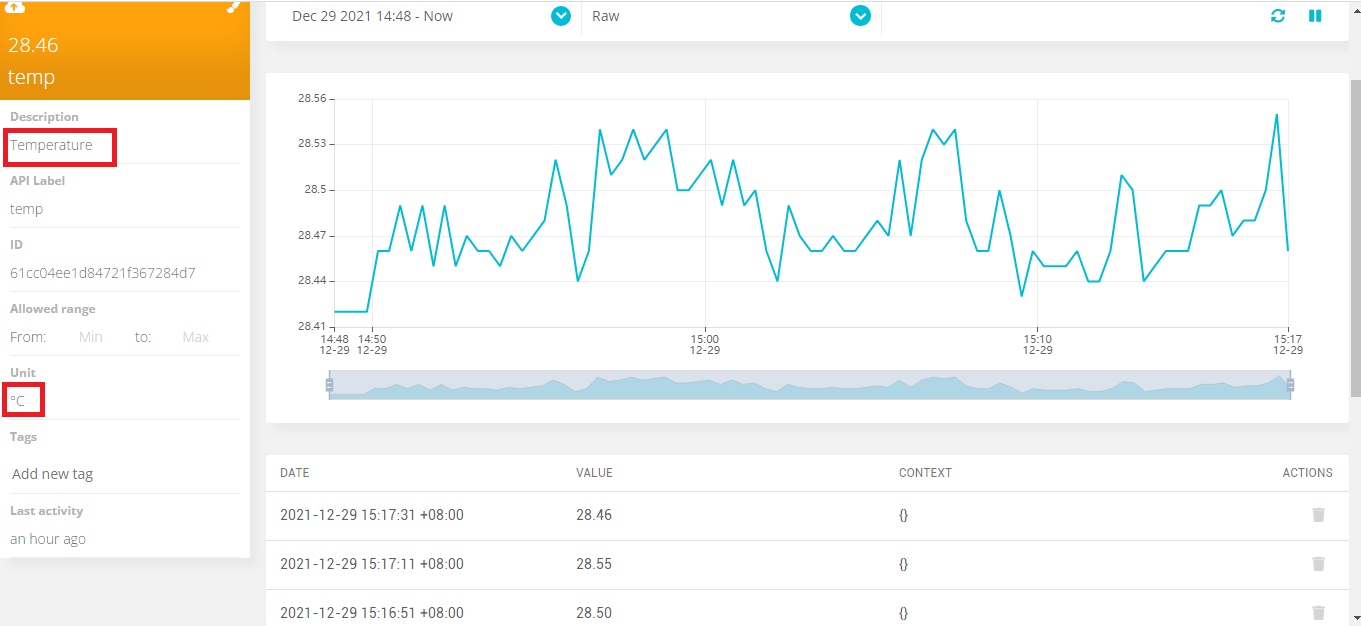 28.46
temp
Description
Temperature
API Label
temp
ID
61cc04ee1d84721f367284d7
Allowed range
From: Min to: Max
Unit
°C
Tags
Add new tag
Last activity
an hour ago
Dec 29 2021 14:48 - Now Raw
28.56
28.53
28.5
28.47
28.44
28.41
14:48 14:50 15:00 15:10 15:17
12-29 12-29 12-29 12-29 12-29
DATE VALUE CONTEXT ACTIONS
2021-12-29 15:17:31 +08:00 28.46 {}
2021-12-29 15:17:11 +08:00 28.55 {}
2021-12-29 15:16:51 +08:00 28.50 {}